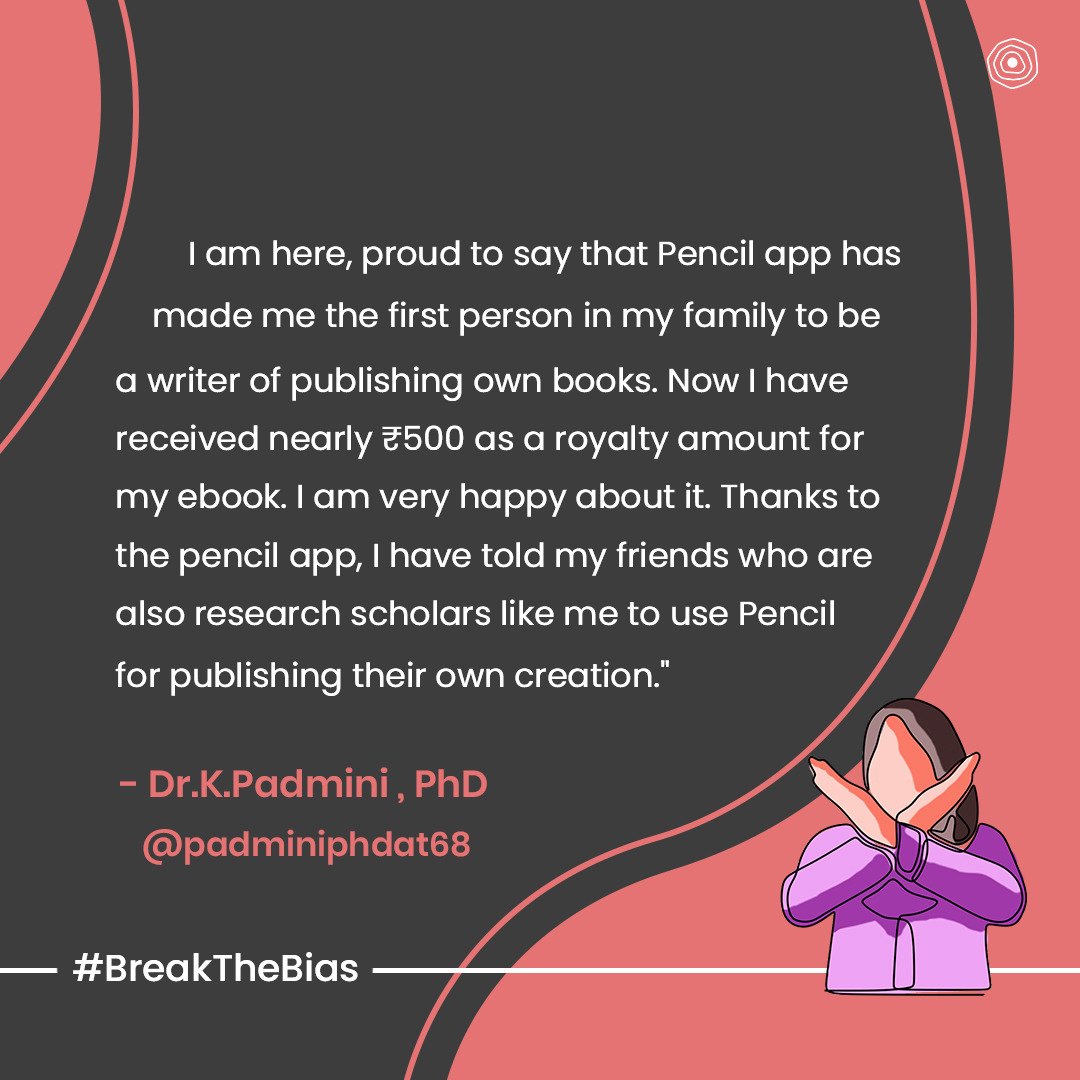 I am here, proud to say that Pencil app has
made me the first person in my family to be
a writer of publishing own books. Now I have
received nearly ₹500 as a royalty amount for
my ebook. I am very happy about it. Thanks to
the pencil app, I have told my friends who are
also research scholars like me to use Pencil
for publishing their own creation."
- Dr.K.Padmini , PhD
@padminiphdat68
#BreakTheBias